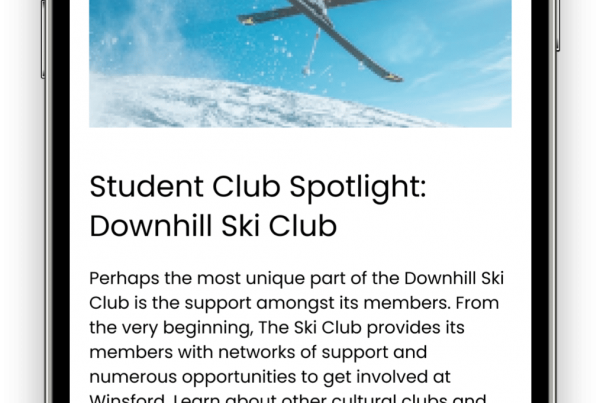 Student Club Spotlight:
Downhill Ski Club
Perhaps the most unique part of the Downhill Ski
Club is the support amongst its members. From
the very beginning, The Ski Club provides its
members with networks of support and
numerous opportunities to get involved at
Winsford. Learn about other cultural clubs and